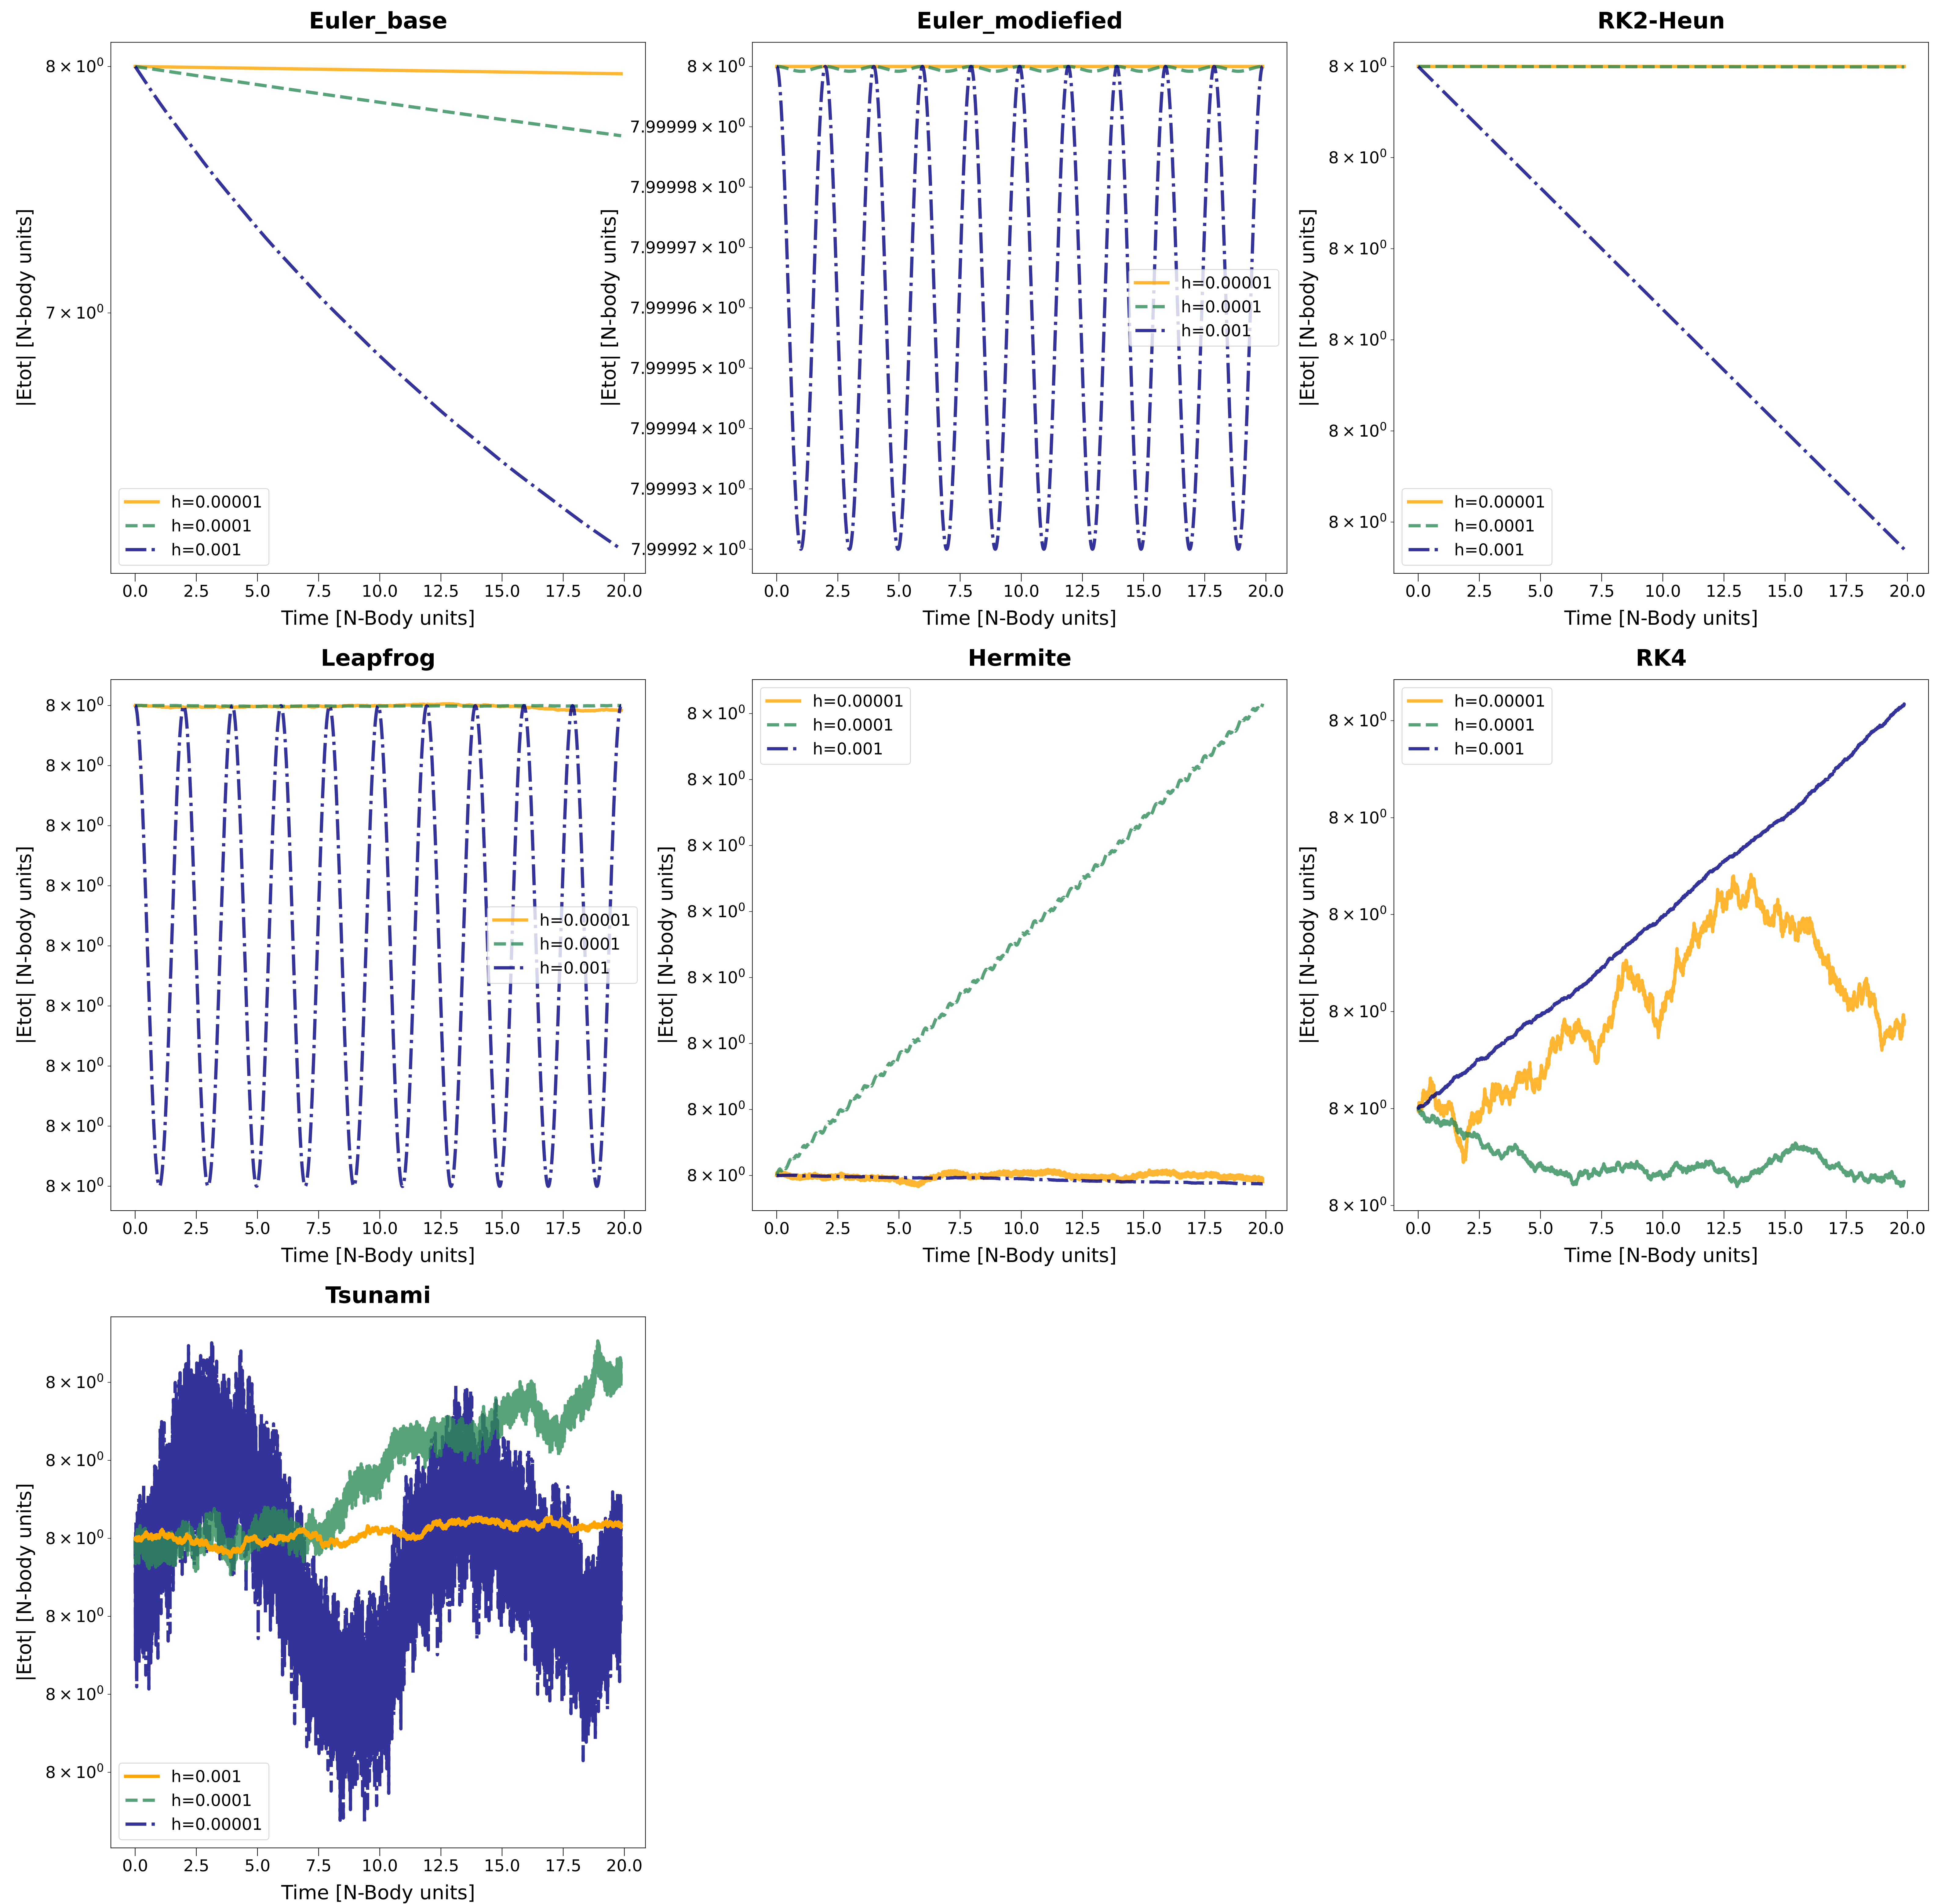 Euler_base
8 × 10⁰
7 × 10⁰
|Etot| [N-body units]
h=0.00001
h=0.0001
h=0.001
0.0 2.5 5.0 7.5 10.0 12.5 15.0 17.5 20.0
Time [N-Body units]
Euler_modiefied
8 × 10⁰
7.99999 × 10⁰
7.99998 × 10⁰
7.99997 × 10⁰
7.99996 × 10⁰
7.99995 × 10⁰
7.99994 × 10⁰
7.99993 × 10⁰
7.99992 × 10⁰
|Etot| [N-body units]
h=0.00001
h=0.0001
h=0.001
0.0 2.5 5.0 7.5 10.0 12.5 15.0 17.5 20.0
Time [N-Body units]
RK2-Heun
8 × 10⁰
8 × 10⁰
8 × 10⁰
8 × 10⁰
8 × 10⁰
8 × 10⁰
|Etot| [N-body units]
h=0.00001
h=0.0001
h=0.001
0.0 2.5 5.0 7.5 10.0 12.5 15.0 17.5 20.0
Time [N-Body units]
Leapfrog
8 × 10⁰
8 × 10⁰
8 × 10⁰
8 × 10⁰
8 × 10⁰
8 × 10⁰
8 × 10⁰
8 × 10⁰
8 × 10⁰
|Etot| [N-body units]
h=0.00001
h=0.0001
h=0.001
0.0 2.5 5.0 7.5 10.0 12.5 15.0 17.5 20.0
Time [N-Body units]
Hermite
8 × 10⁰
8 × 10⁰
8 × 10⁰
8 × 10⁰
8 × 10⁰
8 × 10⁰
8 × 10⁰
8 × 10⁰
|Etot| [N-body units]
h=0.00001
h=0.0001
h=0.001
0.0 2.5 5.0 7.5 10.0 12.5 15.0 17.5 20.0
Time [N-Body units]
RK4
8 × 10⁰
8 × 10⁰
8 × 10⁰
8 × 10⁰
8 × 10⁰
8 × 10⁰
|Etot| [N-body units]
h=0.00001
h=0.0001
h=0.001
0.0 2.5 5.0 7.5 10.0 12.5 15.0 17.5 20.0
Time [N-Body units]
Tsunami
8 × 10⁰
8 × 10⁰
8 × 10⁰
8 × 10⁰
8 × 10⁰
8 × 10⁰
|Etot| [N-body units]
h=0.001
h=0.0001
h=0.00001
0.0 2.5 5.0 7.5 10.0 12.5 15.0 17.5 20.0
Time [N-Body units]